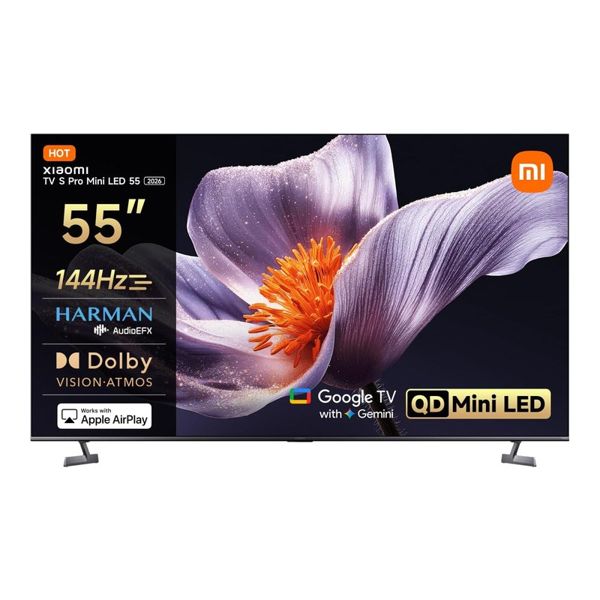 HOT
xiaomi
TV S Pro Mini LED 55 2026
55"
144Hz
HARMAN
AudioEFX
Dolby
VISION·ATMOS
Works with
Apple AirPlay
mi
Google TV
with Gemini
QD Mini LED